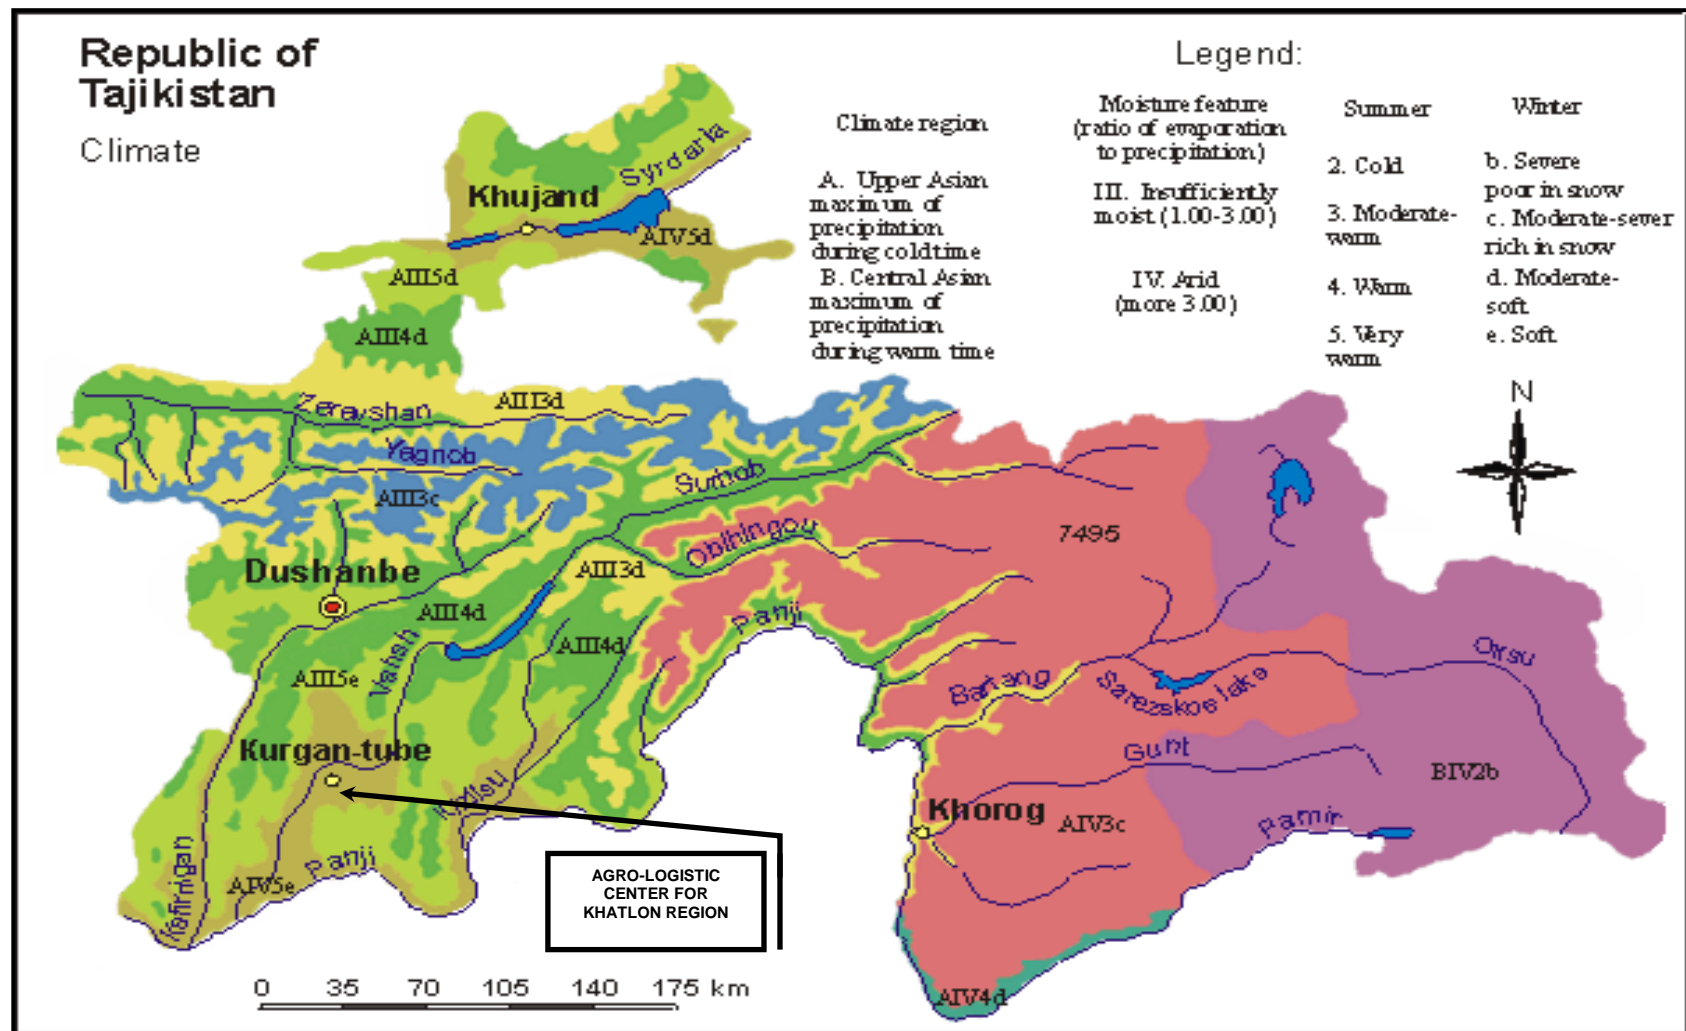 Republic of
Tajikistan
Climate
Legend:
Climate region
A. Upper Asian
maximum of
precipitation
during cold time
B. Central Asian
maximum of
precipitation
during warm time
Moisture feature
(ratio of evaporation
to precipitation)
III. Insufficiently
moist (1.00-3.00)
IV. Arid
(more 3.00)
Summer
2. Cold
3. Moderate-
warm
4. Warm
5. Very
warm
Winter
b. Severe
poor in snow
c. Moderate-sever
rich in snow
d. Moderate-
soft
e. Soft
N
Syrdaria
Khujand
AIV5d
AIII5d
AIII4d
Zeravshan
AIII3d
Yagnob
AIII3c
Surhob
Obihingou
7495
Dushanbe
AIII3d
AIII4d
Panji
AIII4d
Vahsh
AIII5e
Bartang
Sarezskoe lake
Oirsu
Kurgan-tube
Gunt
BIV2b
Kizilsu
Khorog
AIV3c
Pamir
Panji
AIV5e
Kefirnigan
AGRO-LOGISTIC
CENTER FOR
KHATLON REGION
AIV4d
0 35 70 105 140 175 km